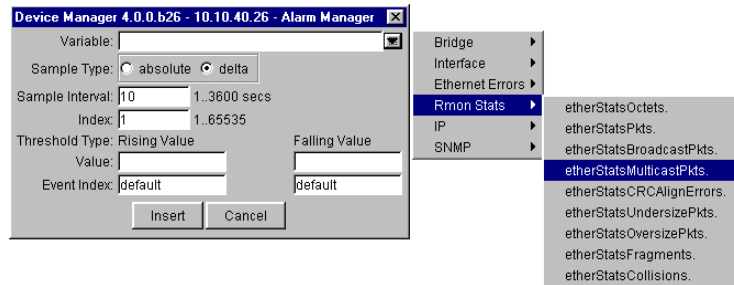 Device Manager 4.0.0.b26 - 10.10.40.26 - Alarm Manager
Variable:
Sample Type: absolute delta
Sample Interval: 10 1..3600 secs
Index: 1 1..65535
Threshold Type: Rising Value Falling Value
Value:
Event Index: default default
Insert Cancel
Bridge
Interface
Ethernet Errors
Rmon Stats
IP
SNMP
etherStatsOctets.
etherStatsPkts.
etherStatsBroadcastPkts.
etherStatsMulticastPkts.
etherStatsCRCAlignErrors.
etherStatsUndersizePkts.
etherStatsOversizePkts.
etherStatsFragments.
etherStatsCollisions.